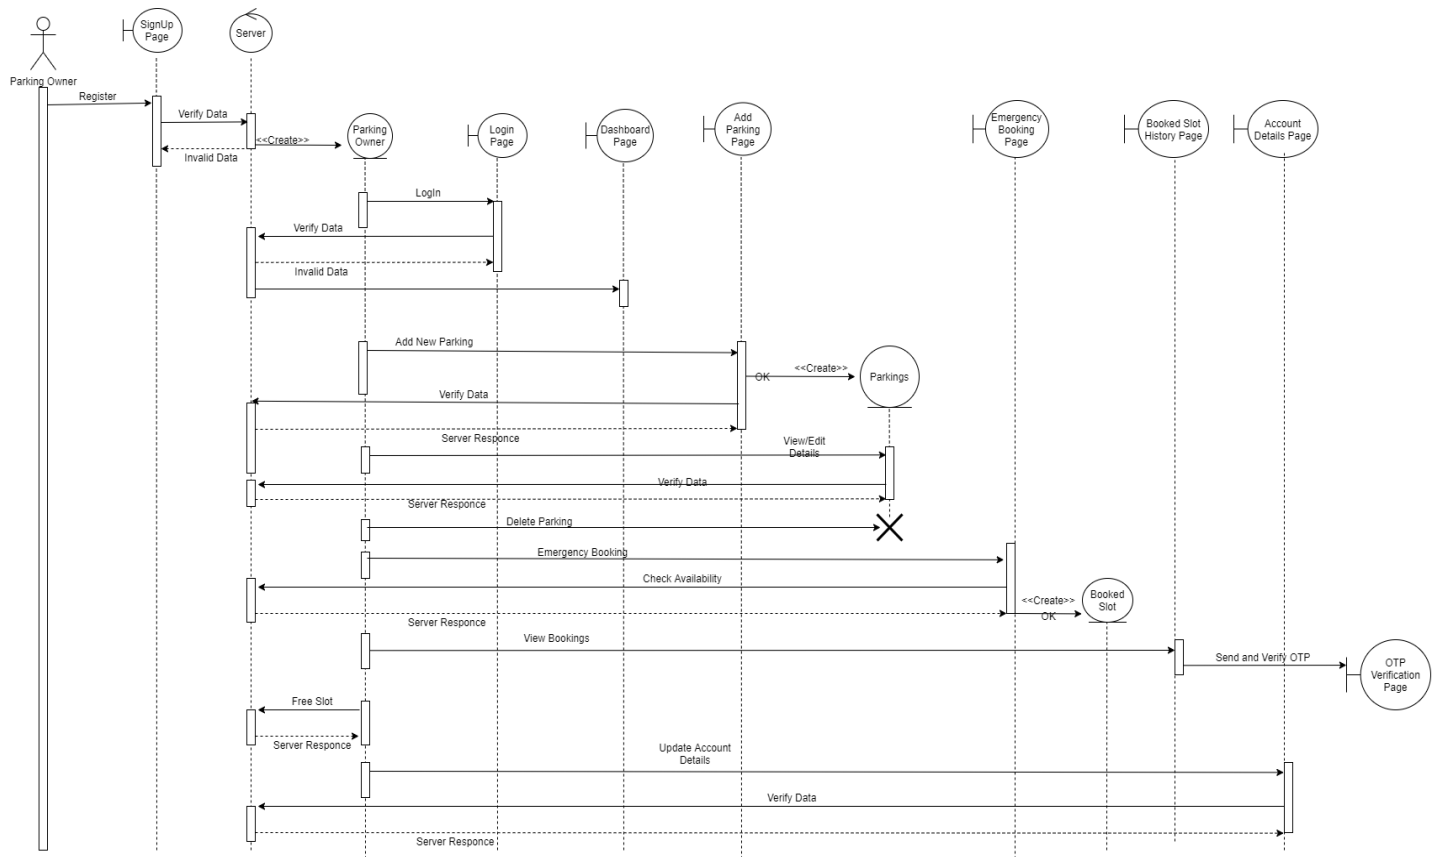 SignUp
Page
Server
Parking Owner
Register
Verify Data
<<Create>>
Invalid Data
Parking
Owner
Login
Page
Dashboard
Page
Add
Parking
Page
Emergency
Booking
Page
Booked Slot
History Page
Account
Details Page
LogIn
Verify Data
Invalid Data
Add New Parking
<<Create>>
OK
Parkings
Verify Data
Server Responce
View/Edit
Details
Verify Data
Server Responce
Delete Parking
Emergency Booking
Check Availability
<<Create>>
OK
Booked
Slot
Server Responce
View Bookings
Send and Verify OTP
OTP
Verification
Page
Free Slot
Server Responce
Update Account
Details
Verify Data
Server Responce